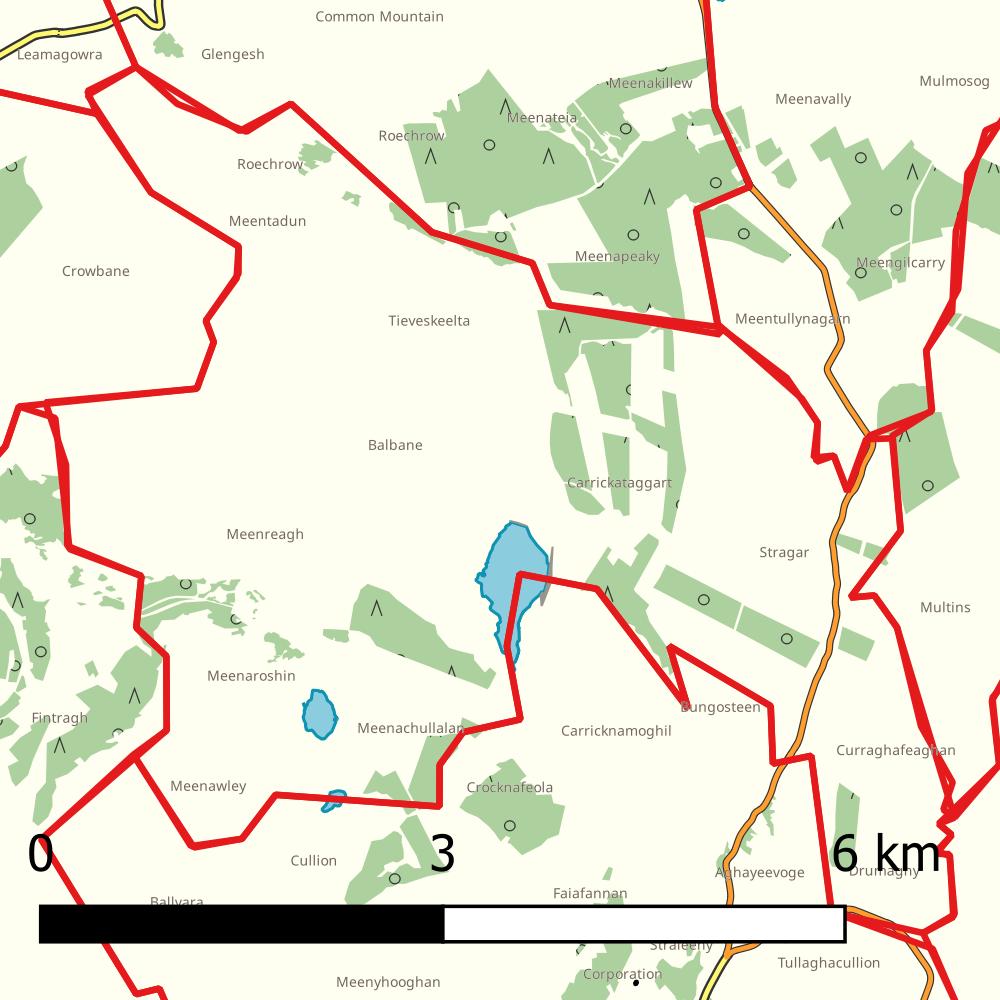 Common Mountain
Leamagowra
Glengesh
Meenakillew
Mulmosog
Meenavally
Meenateia
Roechrow
Roechrow
Meentadun
Meenapeaky
Meengilcarry
Crowbane
Tieveskeelta
Meentullynagarn
Balbane
Carrickataggart
Meenreagh
Stragar
Multins
Meenaroshin
Bungosteen
Fintragh
Meenachullalan
Carricknamoghil
Curraghafeaghan
Meenawley
Crocknafeola
0 3 6 km
Cullion
Aghayeevoge
Drumagny
Faiafannan
Ballyara
Straleeny
Tullaghacullion
Corporation
Meenyhooghan